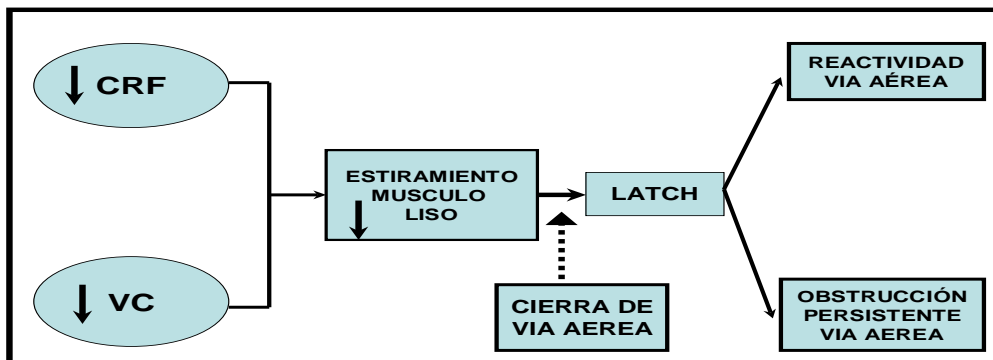 CRF
VC
ESTIRAMIENTO
MUSCULO
LISO
LATCH
CIERRA DE
VIA AEREA
REACTIVIDAD
VIA AÉREA
OBSTRUCCIÓN
PERSISTENTE
VIA AEREA